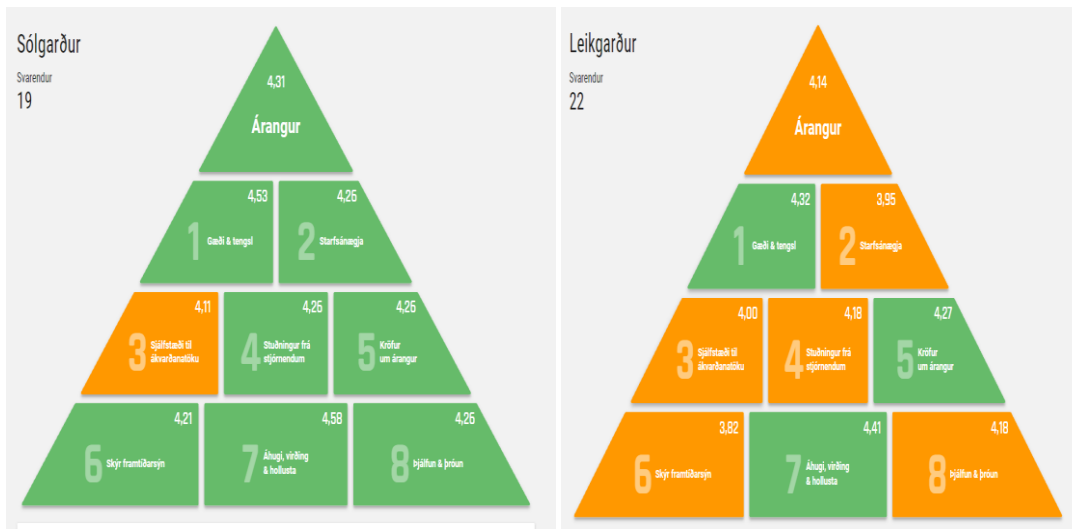 Sólgarður
Svarendur
19
4,31
Árangur
4,53
1 Gæði & tengsl
4,25
2 Starfsánægja
4,11
3 Sjálfstæði til
ákvarðanatöku
4,26
4 Stuðningur frá
stjórnendum
4,26
5 Kröfur
um árangur
4,21
6 Skýr framtíðarsýn
4,58
7 Áhugi, virðing
& hollusta
4,26
8 Þjálfun & þróun
Leikgarður
Svarendur
22
4,14
Árangur
4,32
1 Gæði & tengsl
3,95
2 Starfsánægja
4,00
3 Sjálfstæði til
ákvarðanatöku
4,18
4 Stuðningur frá
stjórnendum
4,27
5 Kröfur
um árangur
3,82
6 Skýr framtíðarsýn
4,41
7 Áhugi, virðing
& hollusta
4,18
8 Þjálfun & þróun